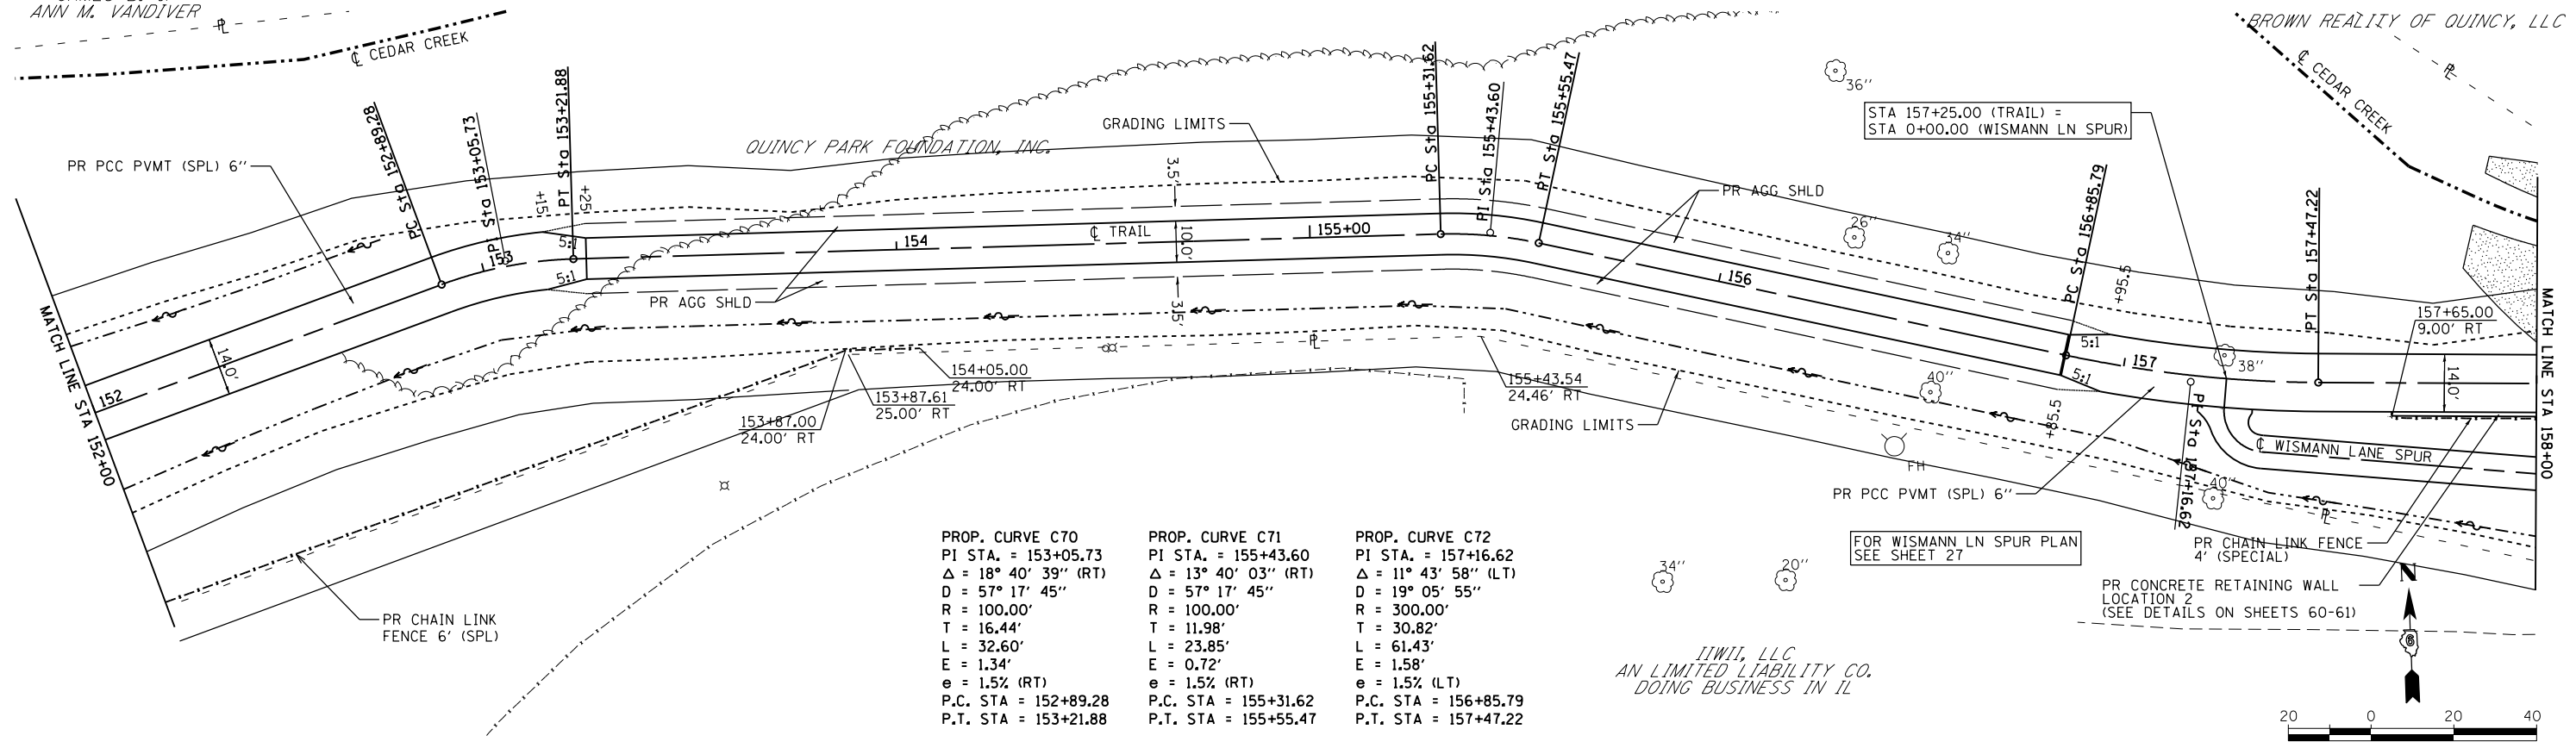 ANN M. VANDIVER
℄ CEDAR CREEK
℄ CEDAR CREEK
BROWN REALITY OF QUINCY, LLC
36''
STA 157+25.00 (TRAIL) =
STA 0+00.00 (WISMANN LN SPUR)
QUINCY PARK FOUNDATION, INC.
GRADING LIMITS
PR PCC PVMT (SPL) 6''
PC Sta 152+89.28
PI Sta 153+05.73
PT Sta 153+21.88
+15
+25
3.5'
PC Sta 155+31.62
PI Sta 155+43.60
PT Sta 155+55.47
PR AGG SHLD
26''
34''
PC Sta 156+85.79
+95.5
PT Sta 157+47.22
157+65.00
9.00' RT
MATCH LINE STA 152+00
152
14.0'
153
5:1
5:1
154
℄ TRAIL
10.0'
155+00
156
5:1
5:1
157
38''
14.0'
MATCH LINE STA 158+00
PR AGG SHLD
3.5'
℄
154+05.00
24.00' RT
153+87.61
25.00' RT
153+87.00
24.00' RT
155+43.54
24.46' RT
GRADING LIMITS
40''
+85.5
FH
PR PCC PVMT (SPL) 6''
PI Sta 157+16.62
℄ WISMANN LANE SPUR
40''
FOR WISMANN LN SPUR PLAN
SEE SHEET 27
PR CHAIN LINK FENCE
4' (SPECIAL)
PR CONCRETE RETAINING WALL
LOCATION 2
(SEE DETAILS ON SHEETS 60-61)
N
6
PR CHAIN LINK
FENCE 6' (SPL)
PROP. CURVE C70
PI STA. = 153+05.73
Δ = 18° 40' 39'' (RT)
D = 57° 17' 45''
R = 100.00'
T = 16.44'
L = 32.60'
E = 1.34'
e = 1.5% (RT)
P.C. STA = 152+89.28
P.T. STA = 153+21.88
PROP. CURVE C71
PI STA. = 155+43.60
Δ = 13° 40' 03'' (RT)
D = 57° 17' 45''
R = 100.00'
T = 11.98'
L = 23.85'
E = 0.72'
e = 1.5% (RT)
P.C. STA = 155+31.62
P.T. STA = 155+55.47
PROP. CURVE C72
PI STA. = 157+16.62
Δ = 11° 43' 58'' (LT)
D = 19° 05' 55''
R = 300.00'
T = 30.82'
L = 61.43'
E = 1.58'
e = 1.5% (LT)
P.C. STA = 156+85.79
P.T. STA = 157+47.22
34''
20''
IIWII, LLC
AN LIMITED LIABILITY CO.
DOING BUSINESS IN IL
20 0 20 40